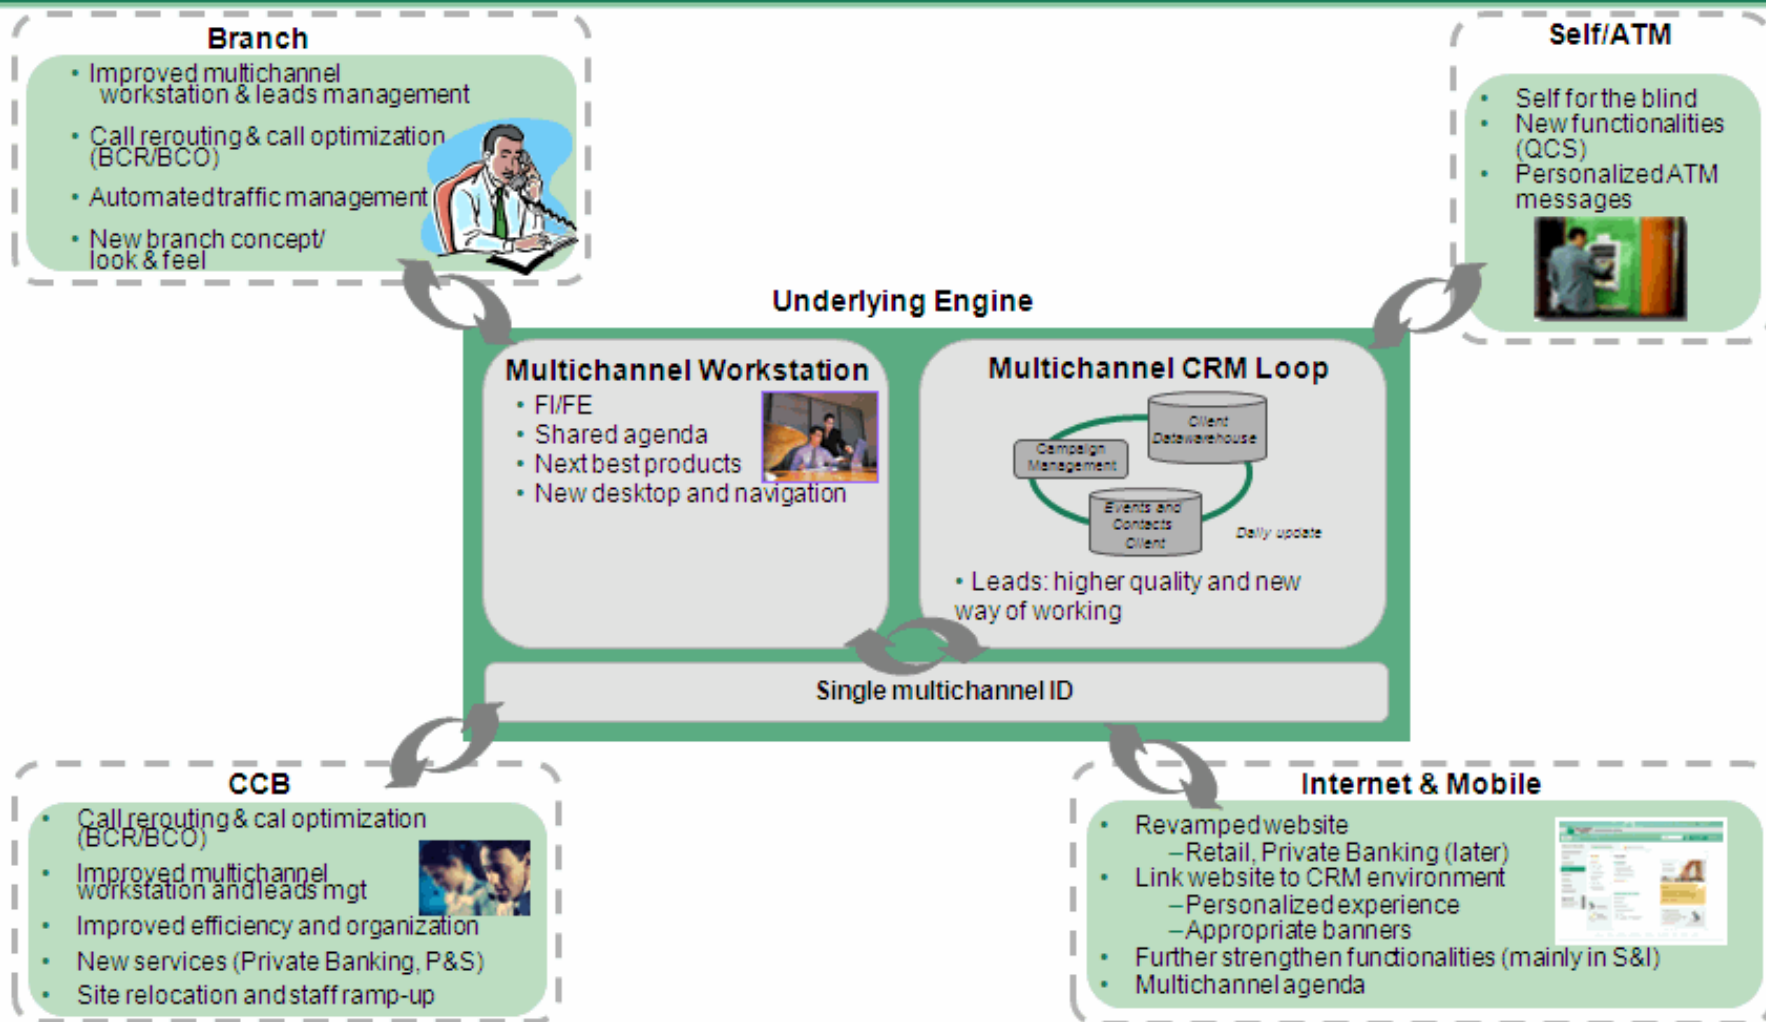 Branch
• Improved multichannel
workstation & leads management
• Call rerouting & call optimization
(BCR/BCO)
• Automated traffic management
• New branch concept/
look & feel
Self/ATM
• Self for the blind
• New functionalities
(QCS)
• Personalized ATM
messages
Underlying Engine
Multichannel Workstation
• FI/FE
• Shared agenda
• Next best products
• New desktop and navigation
Multichannel CRM Loop
Client
Datawarehouse
Campaign
Management
Events and
Contacts
Client
Daily update
• Leads: higher quality and new
way of working
Single multichannel ID
CCB
• Call rerouting & cal optimization
(BCR/BCO)
• Improved multichannel
workstation and leads mgt
• Improved efficiency and organization
• New services (Private Banking, P&S)
• Site relocation and staff ramp-up
Internet & Mobile
• Revamped website
–Retail, Private Banking (later)
• Link website to CRM environment
–Personalized experience
–Appropriate banners
• Further strengthen functionalities (mainly in S&I)
• Multichannel agenda